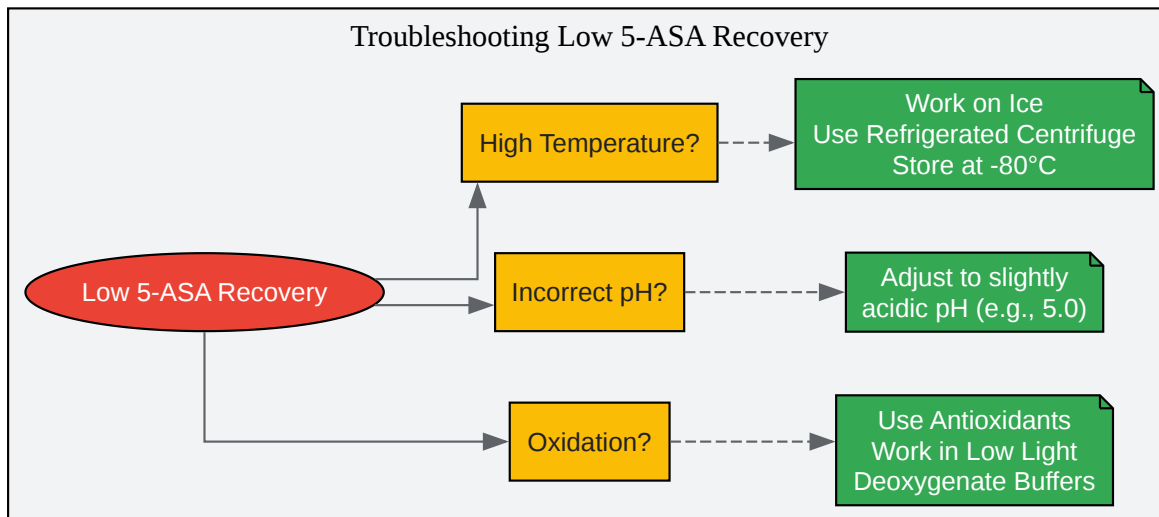 Troubleshooting Low 5-ASA Recovery
High Temperature?
Work on Ice
Use Refrigerated Centrifuge
Store at -80°C
Low 5-ASA Recovery
Incorrect pH?
Adjust to slightly
acidic pH (e.g., 5.0)
Oxidation?
Use Antioxidants
Work in Low Light
Deoxygenate Buffers